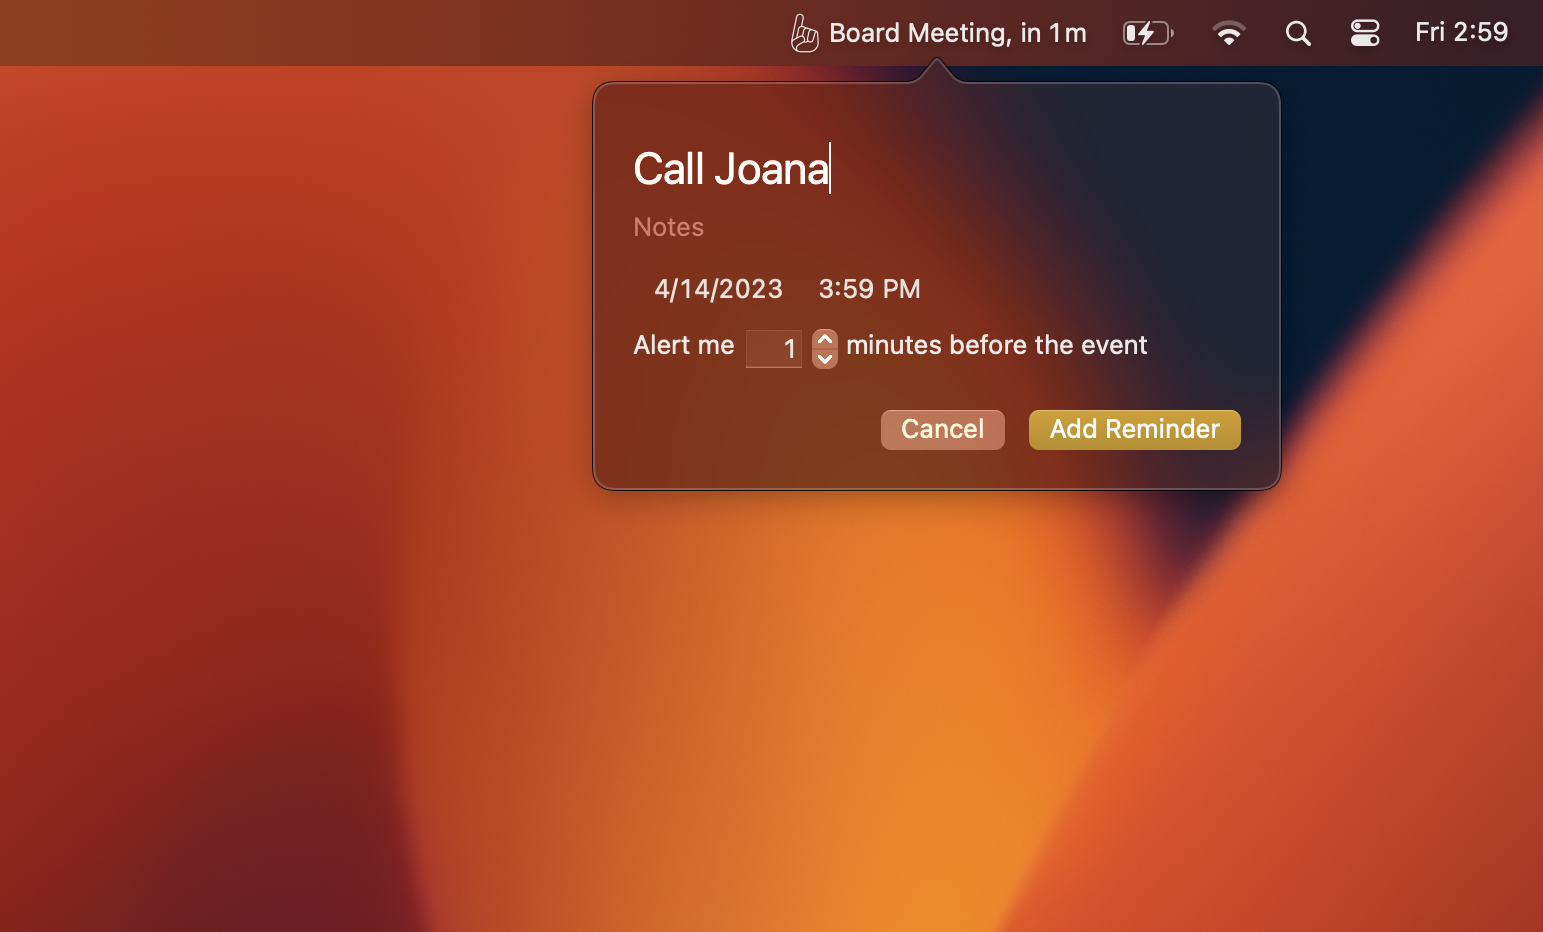 Board Meeting, in 1m Fri 2:59
Call Joana
Notes
4/14/2023 3:59 PM
Alert me 1 minutes before the event
Cancel Add Reminder